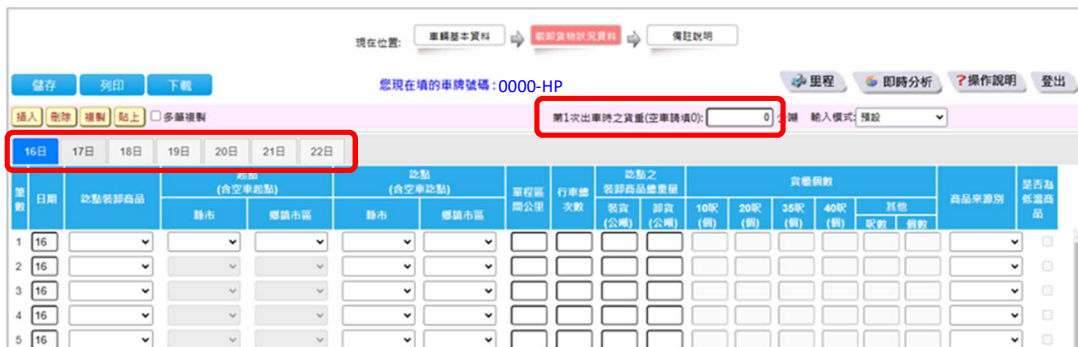 現在位置: 車輛基本資料 裝卸貨物狀況資料 備註說明
儲存 列印 下載 您現在填的車牌號碼 : 0000-HP 里程 即時分析 ?操作說明 登出
插入 刪除 複製 貼上 多筆複製 第1次出車時之貨重(空車請填0): 0 公噸 輸入模式: 預設
16日 17日 18日 19日 20日 21日 22日
筆數 日期 訖點裝卸商品 起點 (含空車起點) 訖點 (含空車訖點) 單程區間公里 行車總次數 訖點之裝卸商品總重量 貨櫃個數 商品來源別 是否為低溫商品
縣市 鄉鎮市區 縣市 鄉鎮市區 裝貨 (公噸) 卸貨 (公噸) 10呎 (個) 20呎 (個) 35呎 (個) 40呎 (個) 其他
呎數 個數
1 16
2 16
3 16
4 16
5 16